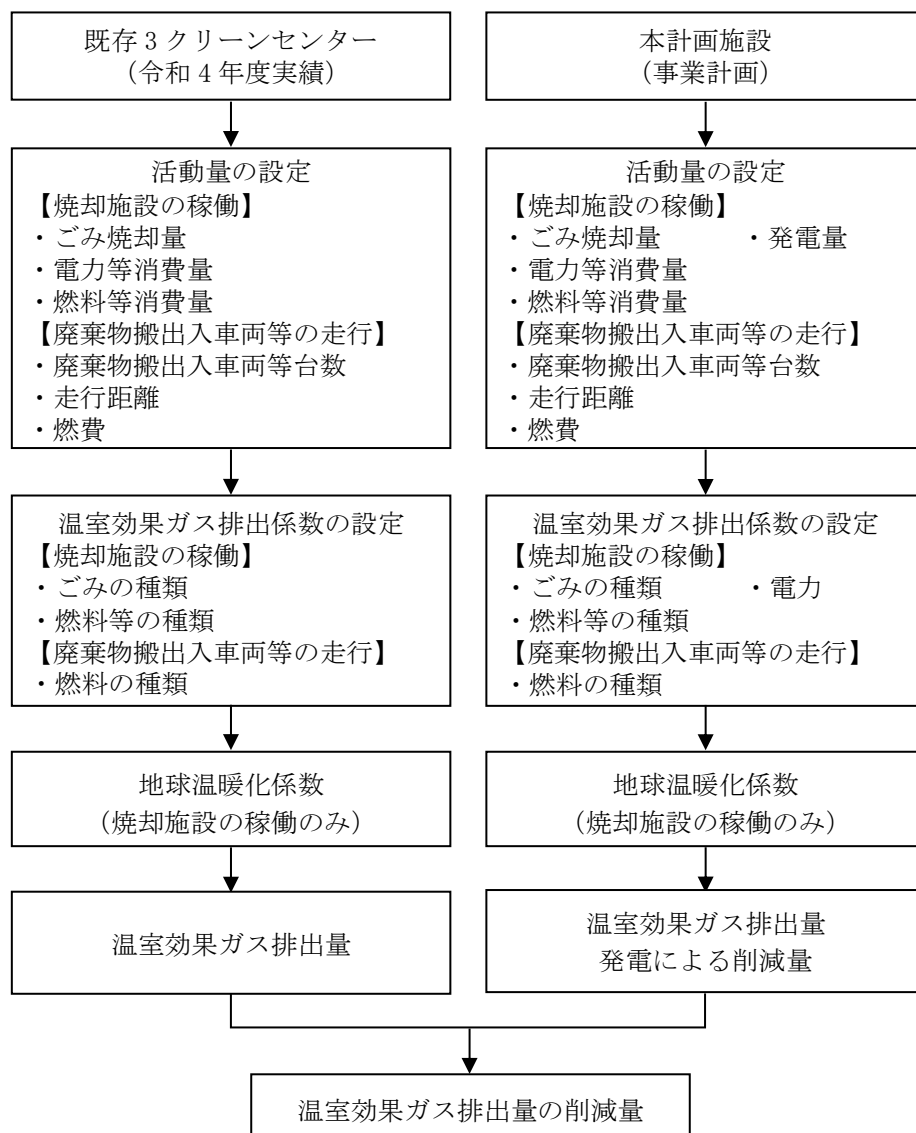 既存3クリーンセンター
（令和4年度実績）
活動量の設定
【焼却施設の稼働】
・ごみ焼却量
・電力等消費量
・燃料等消費量
【廃棄物搬出入車両等の走行】
・廃棄物搬出入車両等台数
・走行距離
・燃費
温室効果ガス排出係数の設定
【焼却施設の稼働】
・ごみの種類
・燃料等の種類
【廃棄物搬出入車両等の走行】
・燃料の種類
地球温暖化係数
（焼却施設の稼働のみ）
温室効果ガス排出量
本計画施設
（事業計画）
活動量の設定
【焼却施設の稼働】
・ごみ焼却量　　・発電量
・電力等消費量
・燃料等消費量
【廃棄物搬出入車両等の走行】
・廃棄物搬出入車両等台数
・走行距離
・燃費
温室効果ガス排出係数の設定
【焼却施設の稼働】
・ごみの種類　　・電力
・燃料等の種類
【廃棄物搬出入車両等の走行】
・燃料の種類
地球温暖化係数
（焼却施設の稼働のみ）
温室効果ガス排出量
発電による削減量
温室効果ガス排出量の削減量